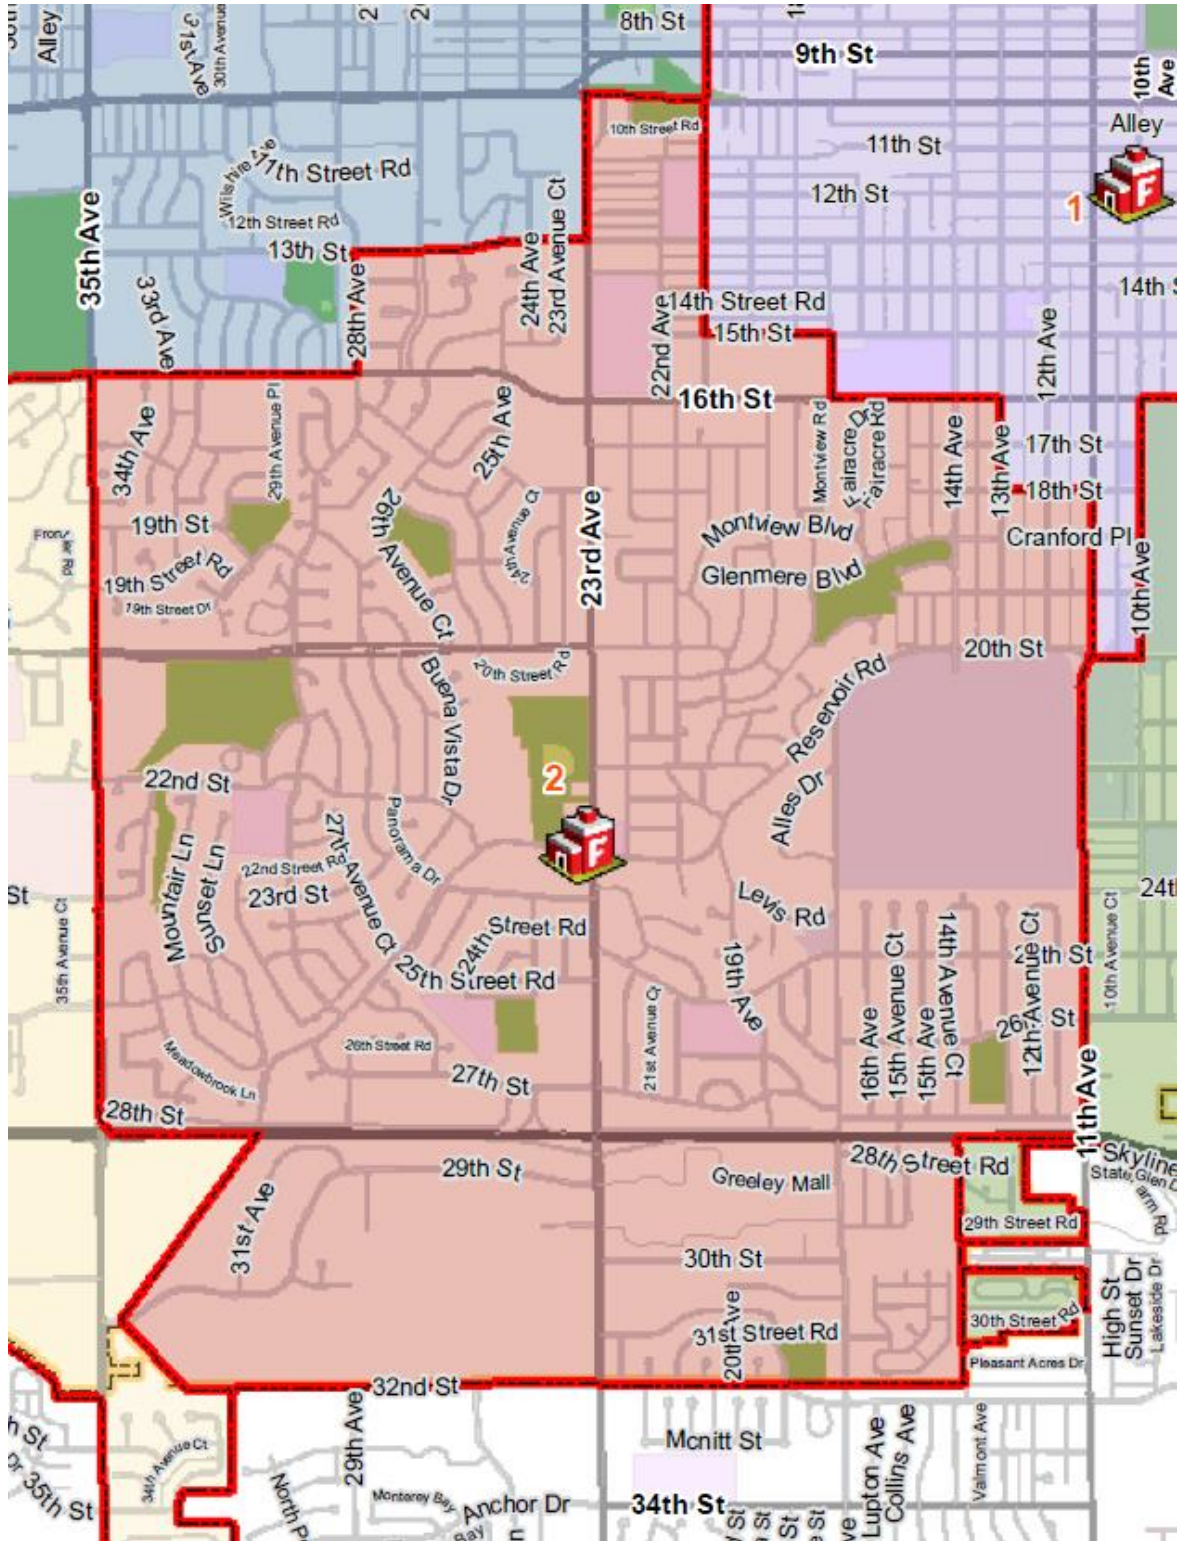 Alley
31st Ave
30th Avenue
2
2
8th St
9th St
10th
Ave
Alley
10th Street Rd
11th St
11th Street Rd
Wilshire Ave
12th St
1
F
12th Street Rd
13th St
35th Ave
24th Ave
23rd Avenue Ct
28th Ave
33rd Ave
14th Street Rd
14th S
15th St
22nd Ave
12th Ave
16th St
34th Ave
29th Avenue Pl
25th Ave
Montview Rd
Fairacre Dr
Fairacre Rd
14th Ave
13th Ave
17th St
18th St
19th St
26th Avenue Ct
24th Avenue Ct
23rd Ave
Montview Blvd
Cranford Pl
19th Street Rd
19th Street Dr
Glenmere Blvd
10th Ave
20th St
20th Street Rd
Buena Vista Dr
Reservoir Rd
22nd St
2
F
Alles Dr
Panorama Dr
27th Avenue Ct
22nd Street Rd
23rd St
Mountair Ln
Sunset Ln
St
35th Avenue Ct
24th
Street Rd
25th Street Rd
Levis Rd
19th Ave
24t
10th Avenue Ct
14th Avenue Ct
15th Avenue Ct
12th Avenue Ct
16th Ave
15th Ave
St
21st Avenue Ct
26th Street Rd
27th St
Meadowbrook Ln
28th St
11th Ave
29th St
28th Street Rd
Skyline
Greeley Mall
31st Ave
29th Street Rd
30th St
High St
Sunset Dr
Lakeside Dr
20th Ave
31st Street Rd
30th Street Rd
Pleasant Acres Dr
32nd St
29th Ave
34th Avenue Ct
35th St
Mcnitt St
Lupton Ave
Collins Ave
Valmont Ave
Monterey Bay
Anchor Dr
Bay
34th St